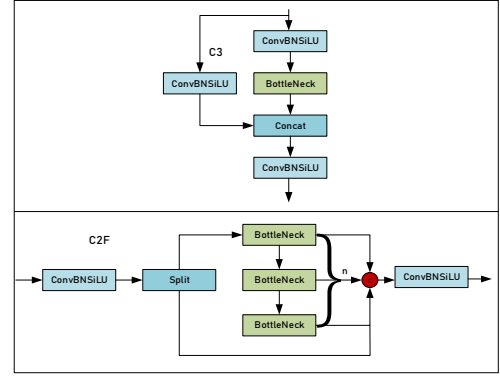 ConvBNSiLU
C3
ConvBNSiLU
BottleNeck
Concat
ConvBNSiLU
C2F
BottleNeck
ConvBNSiLU
Split
BottleNeck
n
ConvBNSiLU
BottleNeck